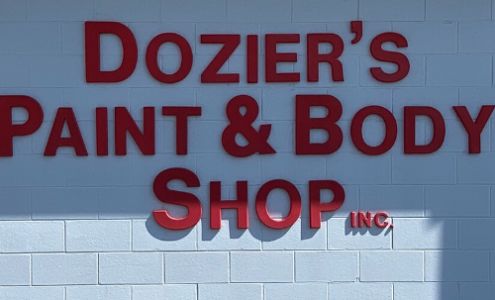 DOZIER'S
PAINT & BODY
SHOP INC.